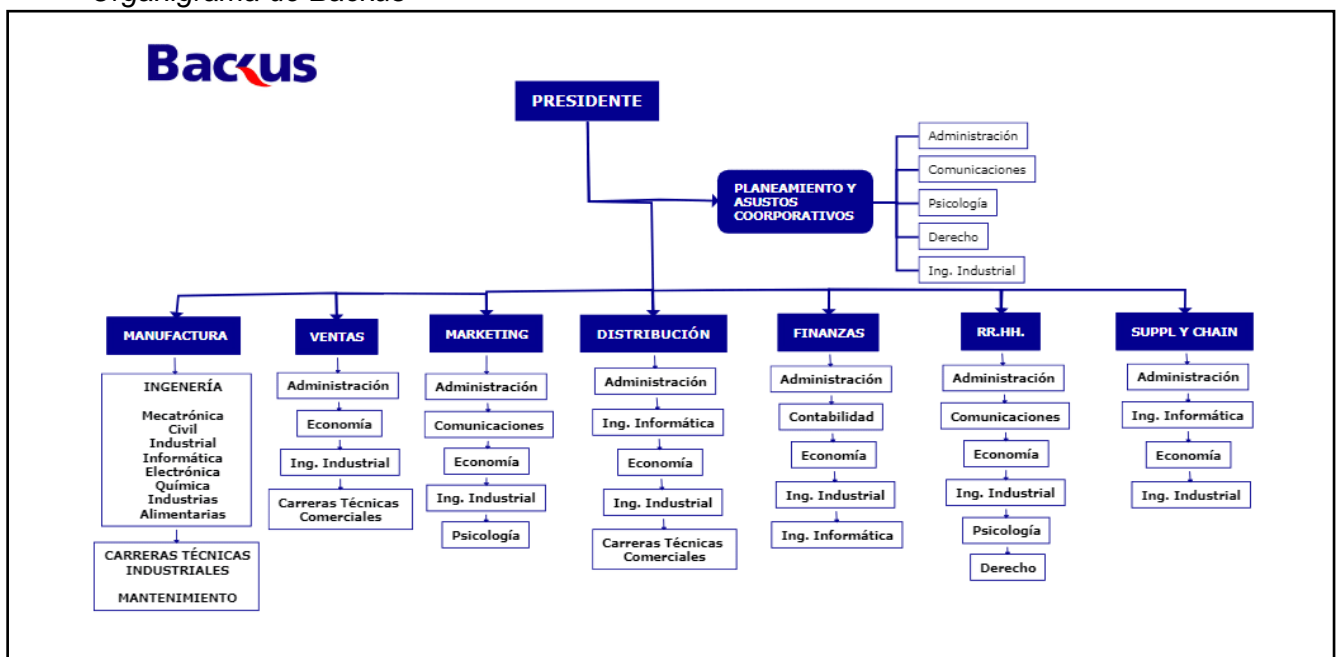 Organigrama de Backus
Backus
PRESIDENTE
PLANEAMIENTO Y
ASUSTOS
COORPORATIVOS
Administración
Comunicaciones
Psicología
Derecho
Ing. Industrial
MANUFACTURA
INGENERÍA
Mecatrónica
Civil
Industrial
Informática
Electrónica
Química
Industrias
Alimentarias
CARRERAS TÉCNICAS
INDUSTRIALES
MANTENIMIENTO
VENTAS
Administración
Economía
Ing. Industrial
Carreras Técnicas
Comerciales
MARKETING
Administración
Comunicaciones
Economía
Ing. Industrial
Psicología
DISTRIBUCIÓN
Administración
Ing. Informática
Economía
Ing. Industrial
Carreras Técnicas
Comerciales
FINANZAS
Administración
Contabilidad
Economía
Ing. Industrial
Ing. Informática
RR.HH.
Administración
Comunicaciones
Economía
Ing. Industrial
Psicología
Derecho
SUPPL Y CHAIN
Administración
Ing. Informática
Economía
Ing. Industrial